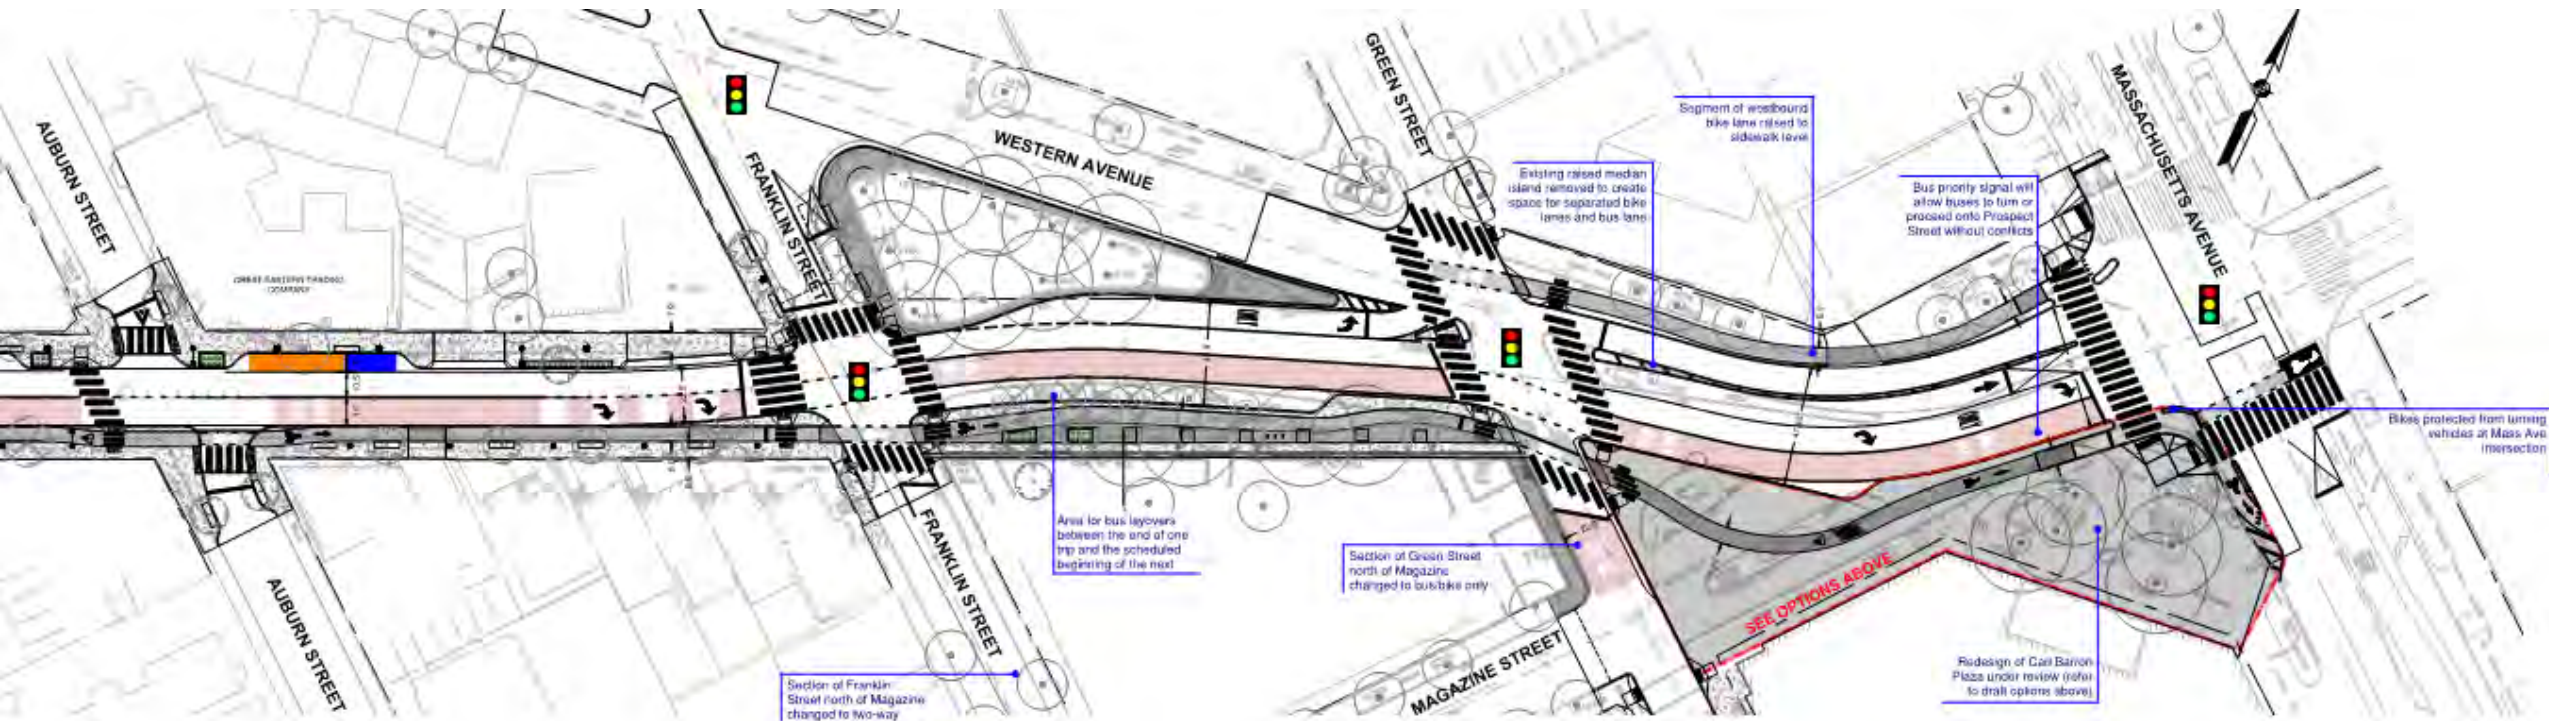 AUBURN STREET
GREAT EASTERN TRADING
COMPANY
AUBURN STREET
FRANKLIN STREET
WESTERN AVENUE
FRANKLIN STREET
Section of Franklin
Street north of Magazine
changed to two-way
Area for bus layovers
between the end of one
trip and the scheduled
beginning of the next
GREEN STREET
Existing raised median
island removed to create
space for separated bike
lanes and bus lane
Segment of westbound
bike lane raised to
sidewalk level
Bus priority signal will
allow buses to turn or
proceed onto Prospect
Street without conflicts
MASSACHUSETTS AVENUE
Bikes protected from turning
vehicles at Mass Ave
intersection
Section of Green Street
north of Magazine
changed to bus/bike only
MAGAZINE STREET
SEE OPTIONS ABOVE
Redesign of Carl Barron
Plaza under review (refer
to draft options above)